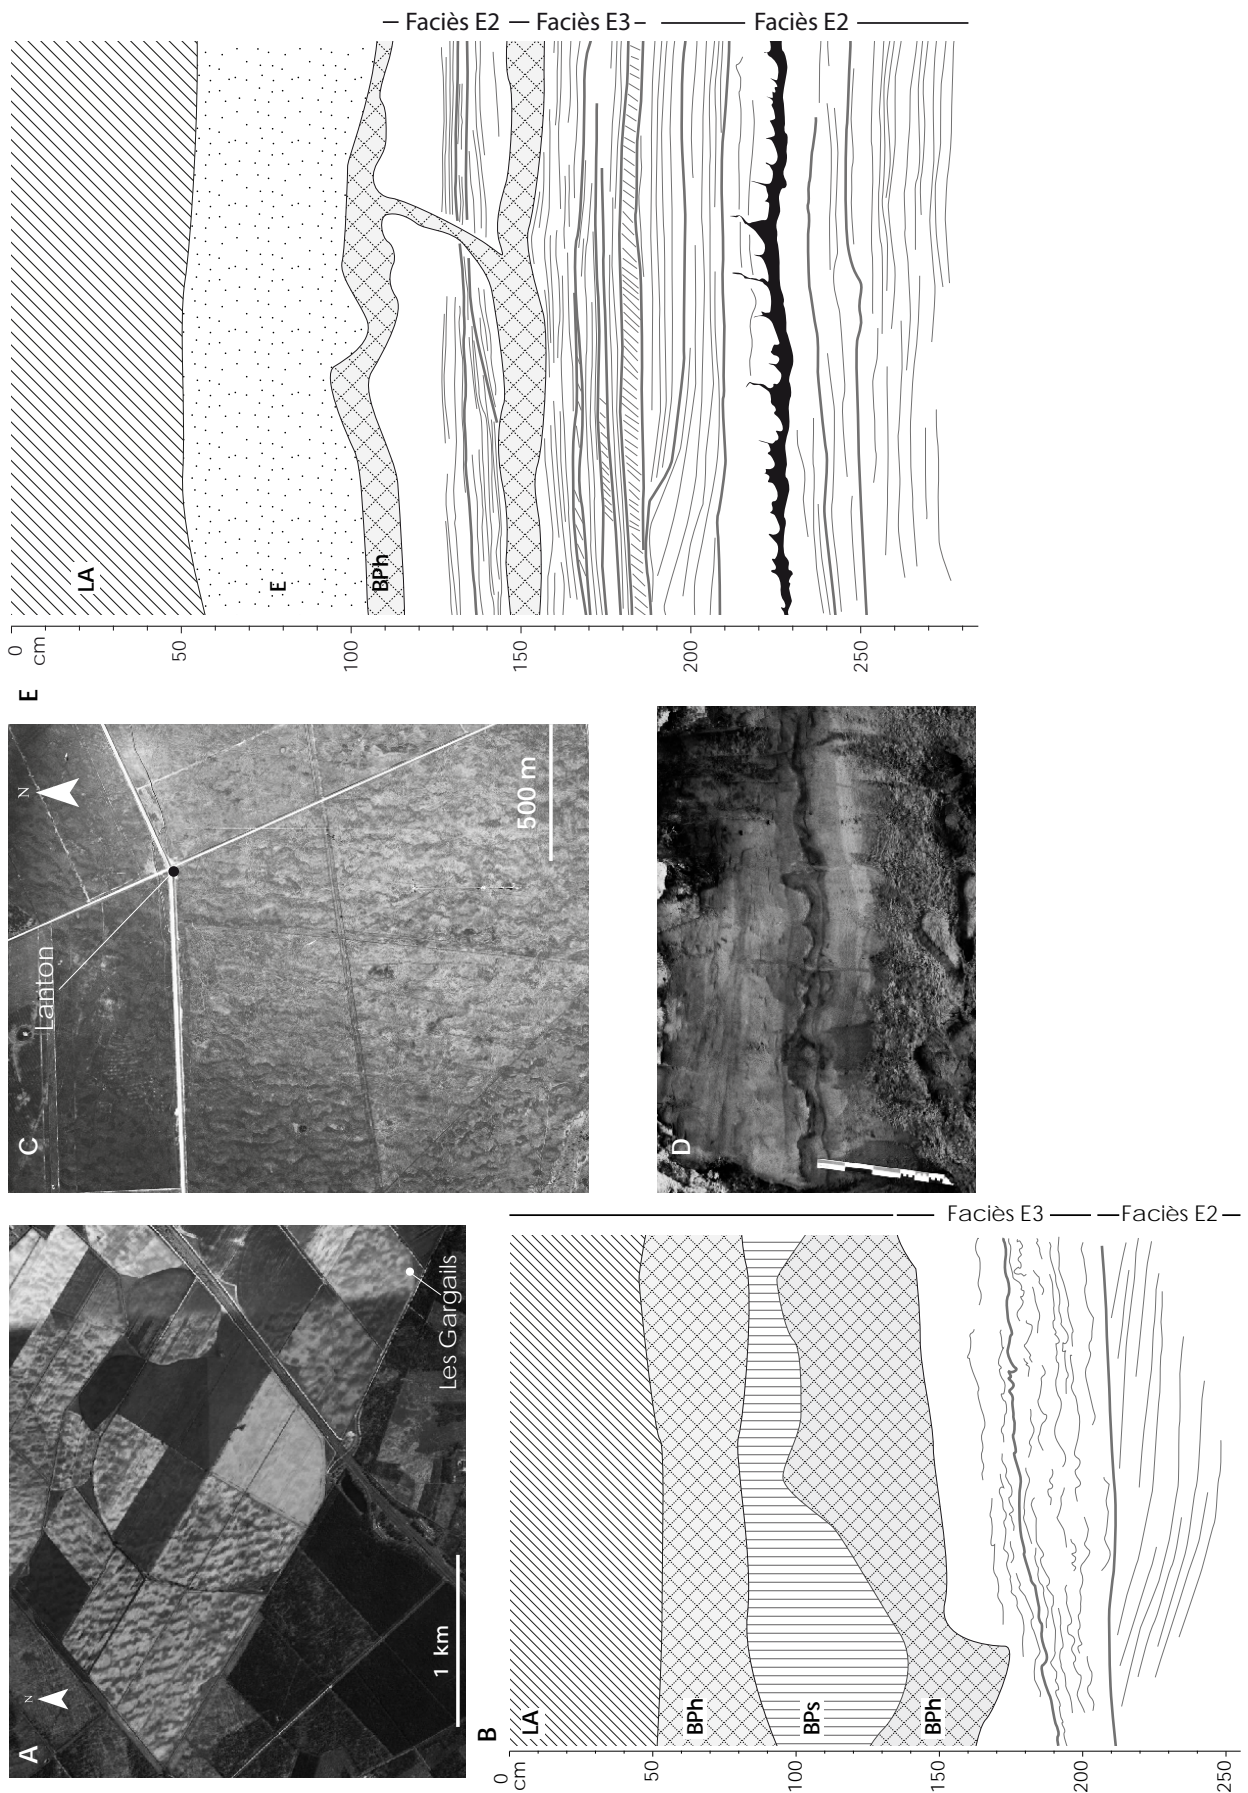 A
N
1 km
Les Gargails
B
0
cm
50
100
150
200
250
LA
BPh
BPs
BPh
Faciès E3
Faciès E2
C
N
Lanton
500 m
D
E
0
cm
50
100
150
200
250
LA
E
BPh
Faciès E2
Faciès E3
Faciès E2